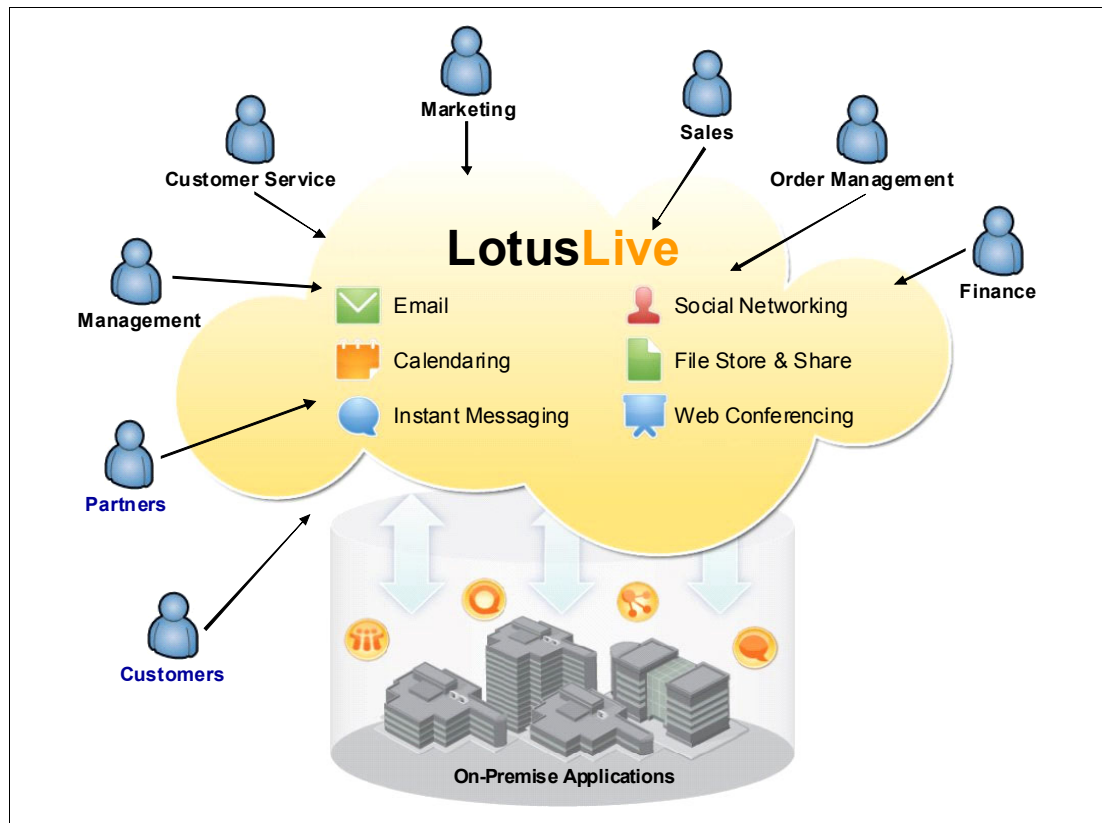 Marketing
Sales
Customer Service
Order Management
LotusLive
Management
Finance
Email
Social Networking
Calendaring
File Store & Share
Instant Messaging
Web Conferencing
Partners
Customers
On-Premise Applications